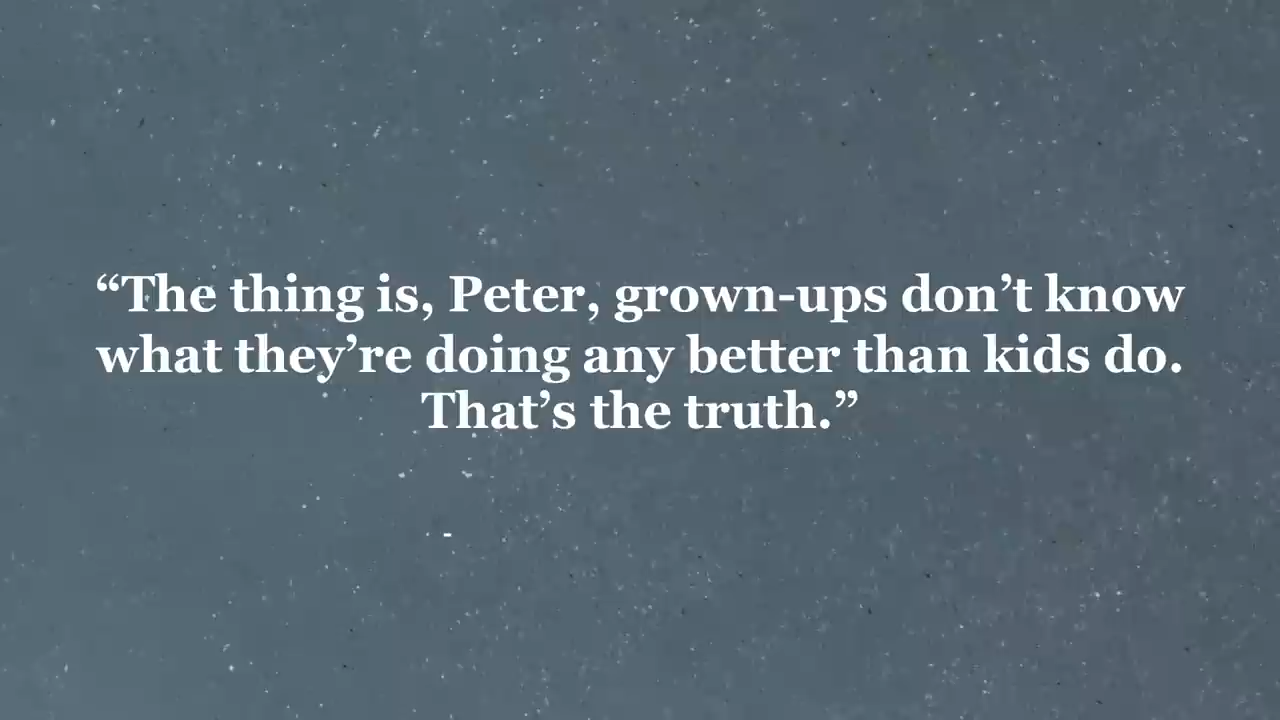 “The thing is, Peter, grown-ups don’t know
what they’re doing any better than kids do.
That’s the truth.”